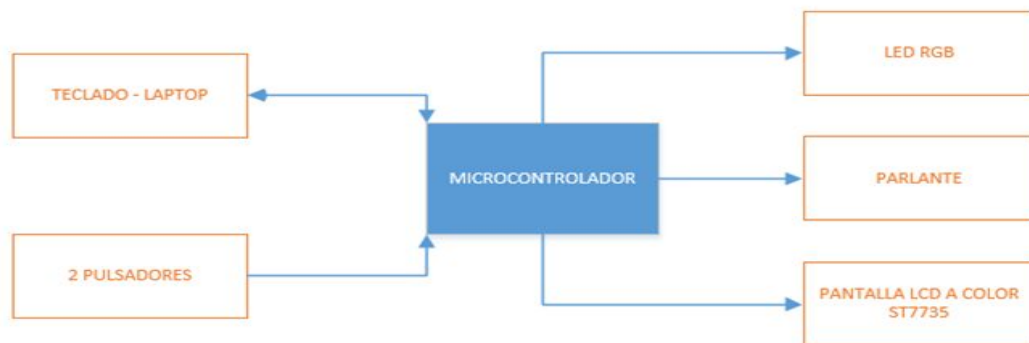 LED RGB
TECLADO - LAPTOP
MICROCONTROLADOR
PARLANTE
2 PULSADORES
PANTALLA LCD A COLOR
ST7735